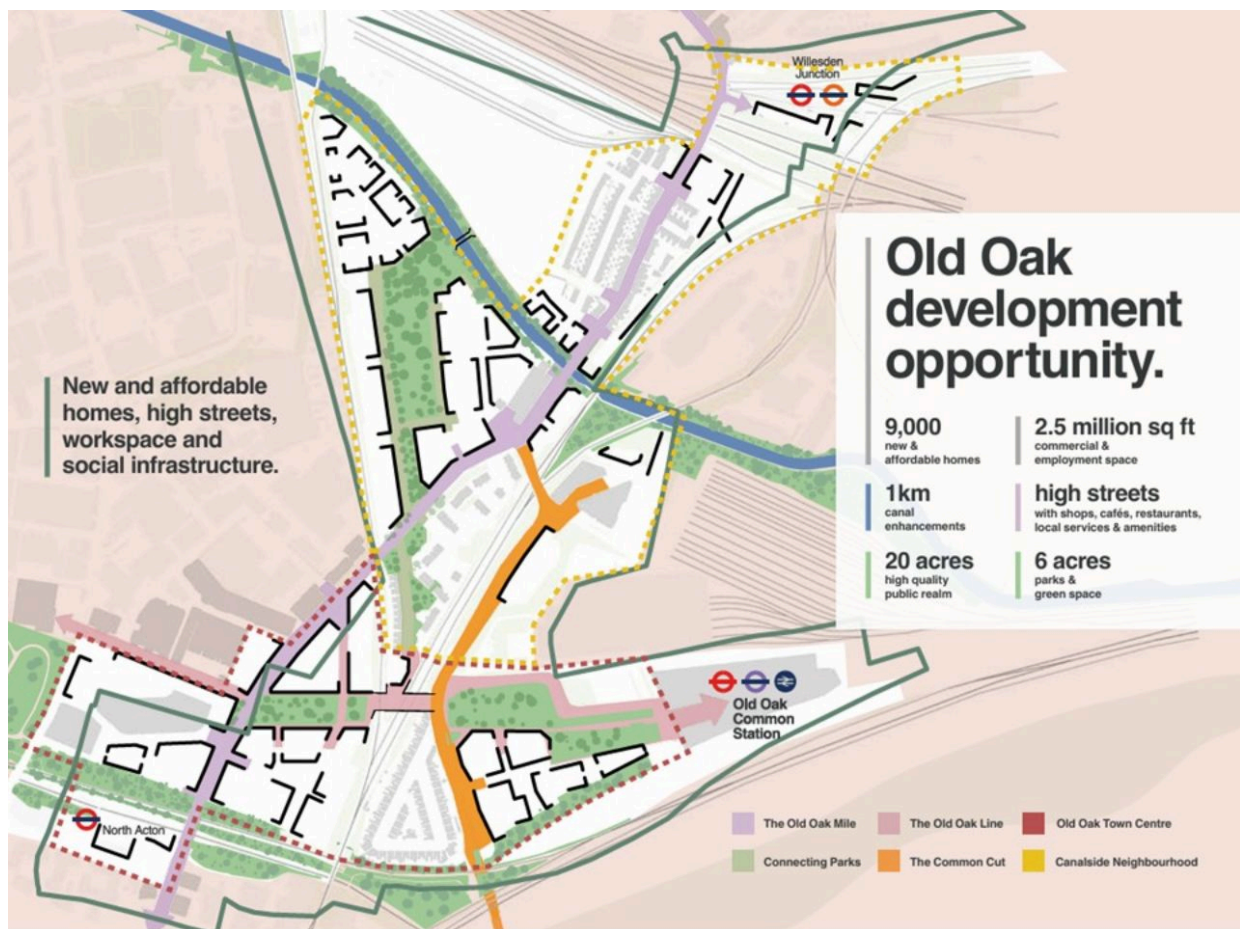 Willesden
Junction
Old Oak
development
opportunity.
New and affordable
homes, high streets,
workspace and
social infrastructure.
9,000
new &
affordable homes
2.5 million sq ft
commercial &
employment space
1km
canal
enhancements
high streets
with shops, cafés, restaurants,
local services & amenities
20 acres
high quality
public realm
6 acres
parks &
green space
Old Oak
Common
Station
North Acton
The Old Oak Mile
The Old Oak Line
Old Oak Town Centre
Connecting Parks
The Common Cut
Canalside Neighbourhood